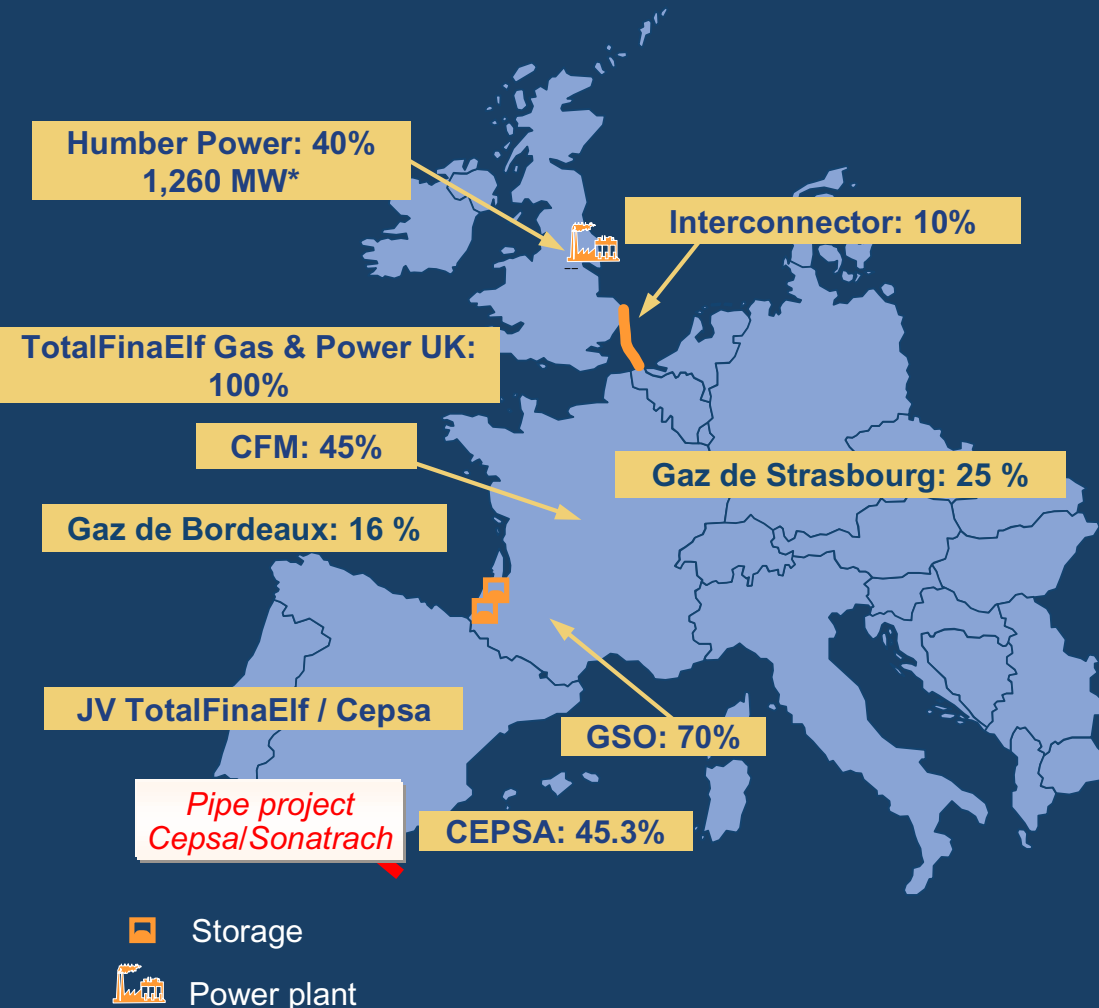 Humber Power: 40%
1,260 MW*
Interconnector: 10%
TotalFinaElf Gas & Power UK:
100%
CFM: 45%
Gaz de Strasbourg: 25 %
Gaz de Bordeaux: 16 %
JV TotalFinaElf / Cepsa
GSO: 70%
Pipe project
Cepsa/Sonatrach
CEPSA: 45.3%
Storage
Power plant